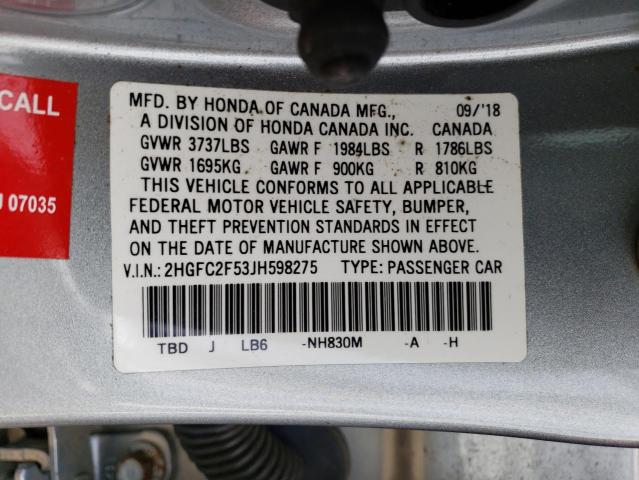 CALL
J 07035
MFD. BY HONDA OF CANADA MFG., 09/'18
A DIVISION OF HONDA CANADA INC. CANADA
GVWR 3737LBS GAWR F 1984LBS R 1786LBS
GVWR 1695KG GAWR F 900KG R 810KG
THIS VEHICLE CONFORMS TO ALL APPLICABLE
FEDERAL MOTOR VEHICLE SAFETY, BUMPER,
AND THEFT PREVENTION STANDARDS IN EFFECT
ON THE DATE OF MANUFACTURE SHOWN ABOVE.
V.I.N.: 2HGFC2F53JH598275 TYPE: PASSENGER CAR
TBD J LB6 -NH830M -A -H